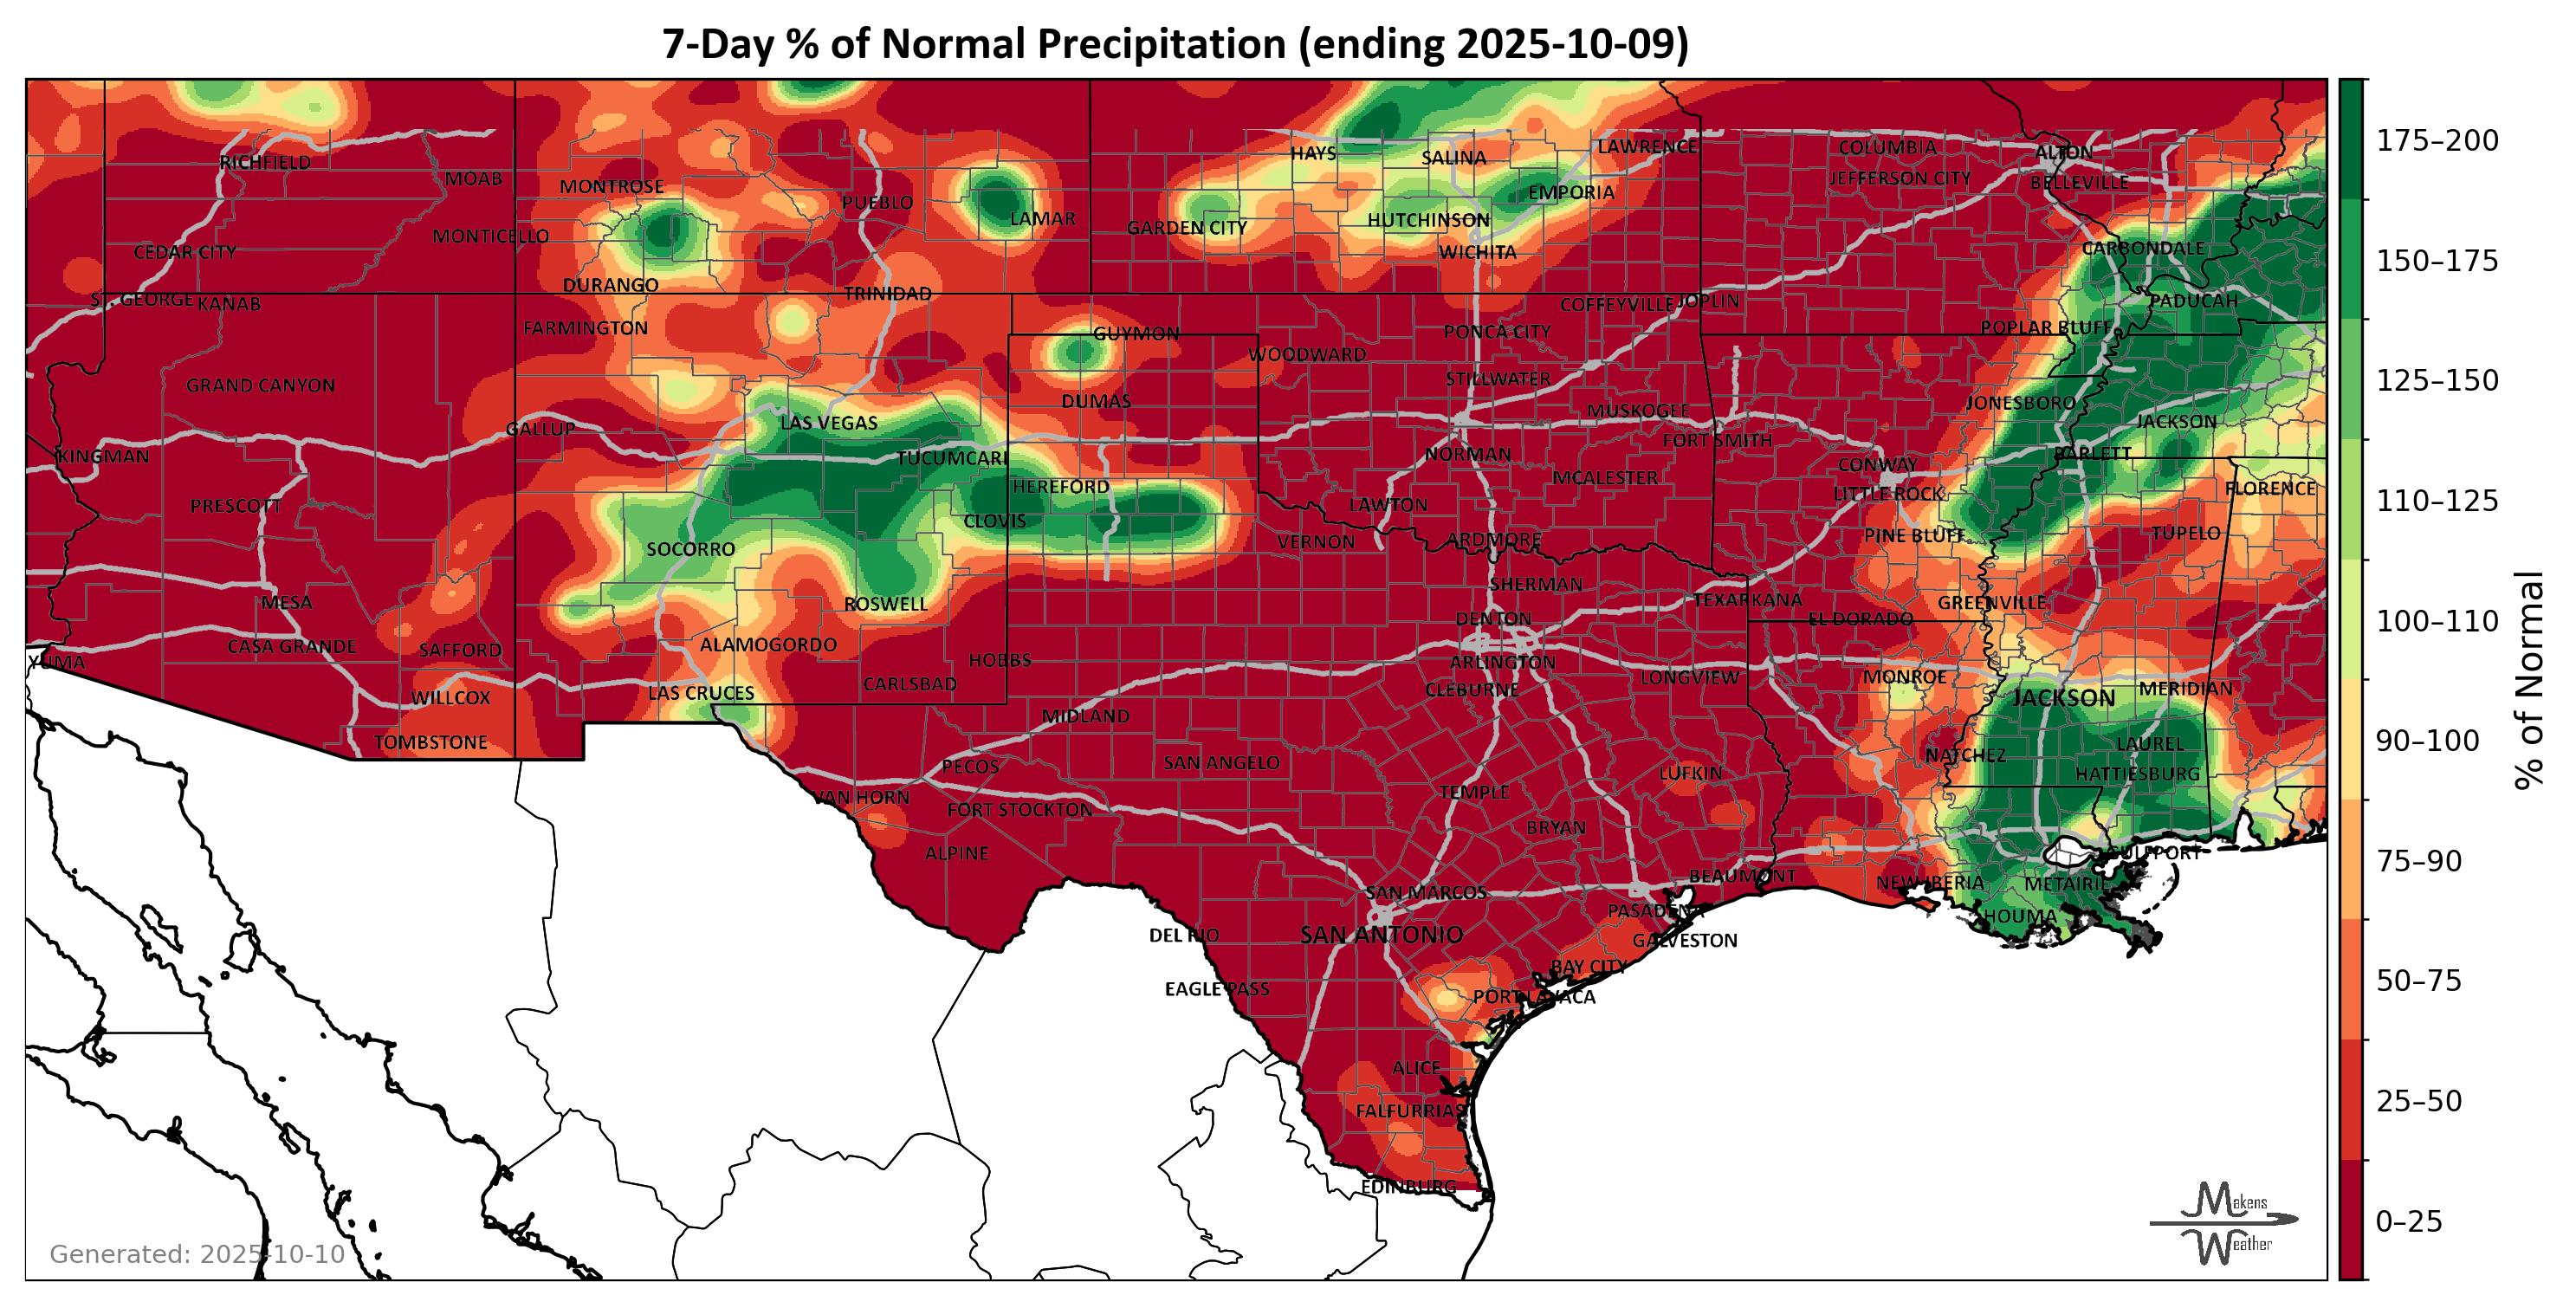 7-Day % of Normal Precipitation (ending 2025-10-09)
HAYS
SALINA
LAWRENCE
COLUMBIA
ALTON
RICHFIELD
MOAB
MONTROSE
PUEBLO
LAMAR
EMPORIA
JEFFERSON CITY
BELLEVILLE
CEDAR CITY
MONTICELLO
GARDEN CITY
HUTCHINSON
WICHITA
CARBONDALE
ST. GEORGE
KANAB
DURANGO
TRINIDAD
COFFEYVILLE
JOPLIN
PADUCAH
FARMINGTON
GUYMON
PONCA CITY
POPLAR BLUFF
WOODWARD
GRAND CANYON
DUMAS
STILLWATER
MUSKOGEE
JONESBORO
JACKSON
GALLUP
LAS VEGAS
FORT SMITH
KINGMAN
TUCUMCARI
NORMAN
BARLETT
CONWAY
PRESCOTT
HEREFORD
LAWTON
MCALESTER
LITTLE ROCK
FLORENCE
SOCORRO
CLOVIS
VERNON
ARDMORE
PINE BLUFF
TUPELO
SHERMAN
MESA
ROSWELL
DENTON
TEXARKANA
EL DORADO
GREENVILLE
YUMA
CASA GRANDE
SAFFORD
ALAMOGORDO
HOBBS
ARLINGTON
WILLCOX
LAS CRUCES
CARLSBAD
CLEBURNE
LONGVIEW
MONROE
JACKSON
MERIDIAN
TOMBSTONE
MIDLAND
PECOS
SAN ANGELO
LUFKIN
NATCHEZ
LAUREL
HATTIESBURG
VAN HORN
FORT STOCKTON
TEMPLE
BRYAN
ALPINE
GULFPORT
SAN MARCOS
BEAUMONT
NEW IBERIA
METAIRIE
PASADENA
HOUMA
DEL RIO
SAN ANTONIO
GALVESTON
BAY CITY
EAGLE PASS
PORT LAVACA
ALICE
FALFURRIAS
EDINBURG
175–200
150–175
125–150
110–125
100–110
90–100
75–90
50–75
25–50
0–25
% of Normal
Generated: 2025-10-10
Makens
Weather